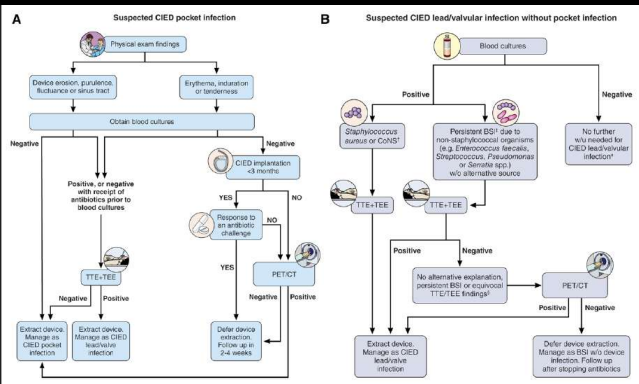 A
Suspected CIED pocket infection
Physical exam findings
Device erosion, purulence,
fluctuance or sinus tract
Erythema, induration
or tenderness
Obtain blood cultures
Negative
Negative
CIED implantation
<3 months
Positive, or negative
with receipt of
antibiotics prior to
blood cultures
YES
NO
Response to
an antibiotic
challenge
NO
TTE+TEE
YES
PET/CT
Negative
Positive
Negative
Positive
Extract device.
Manage as
CIED pocket
infection
Extract device.
Manage as CIED
lead/valve
infection
Defer device
extraction.
Follow up in
2-4 weeks
B
Suspected CIED lead/valvular infection without pocket infection
Blood cultures
Positive
Negative
Staphylococcus
aureus or CoNS†
Persistent BSI‡ due to
non-staphylococcal organisms
(e.g. Enterococcus faecalis,
Streptococcus, Pseudomonas
or Serratia spp.)
w/o alternative source
No further
w/u needed for
CIED lead/valvular
infection
TTE+TEE
TTE+TEE
Positive
Negative
No alternative explanation,
persistent BSI or equivocal
TTE/TEE findings§
PET/CT
Positive
Negative
Extract device.
Manage as CIED
lead/valve
infection
Defer device extraction.
Manage as BSI w/o device
infection. Follow up
after stopping antibiotics